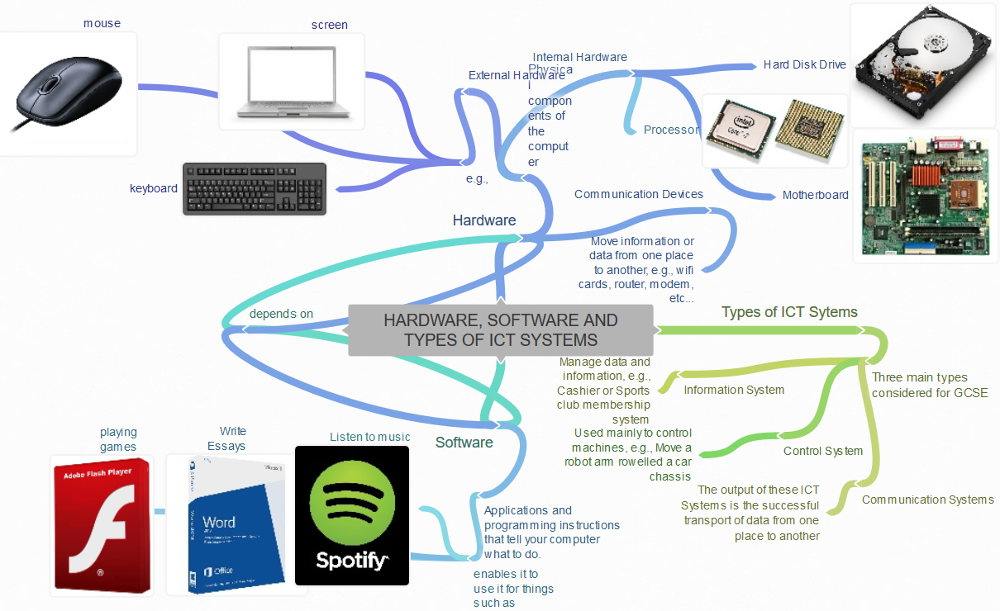 mouse
screen
Internal Hardware
Physica
l
compon
ents of
the
comput
er
External Hardware
Hard Disk Drive
intel
Core i7
Processor
keyboard
e.g.,
Communication Devices
Motherboard
Hardware
Move information or
data from one place
to another, e.g., wifi
cards, router, modem,
etc...
depends on
HARDWARE, SOFTWARE AND
TYPES OF ICT SYSTEMS
Types of ICT Sytems
Manage data and
information, e.g.,
Cashier or Sports
club membership
system
Information System
Three main types
considered for GCSE
Used mainly to control
machines, e.g., Move a
robot arm rowelled a car
chassis
Control System
The output of these ICT
Systems is the successful
transport of data from one
place to another
Communication Systems
Software
playing
games
Write
Essays
Listen to music
Adobe Flash Player
®
Microsoft
Word
Office
Spotify
Applications and
programming instructions
that tell your computer
what to do.
enables it to
use it for things
such as